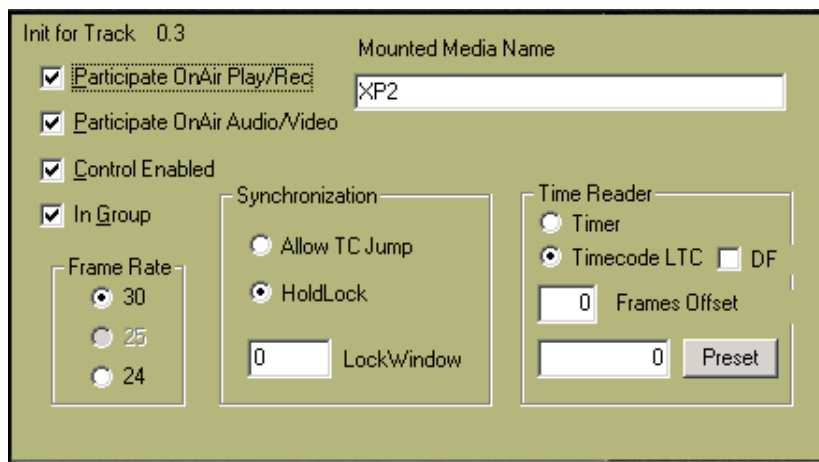 Init for Track 0.3
Mounted Media Name
Participate OnAir Play/Rec
XP2
Participate OnAir Audio/Video
Control Enabled
In Group
Synchronization
Allow TC Jump
HoldLock
0 LockWindow
Time Reader
Timer
Timecode LTC DF
0 Frames Offset
0 Preset
Frame Rate
30
25
24